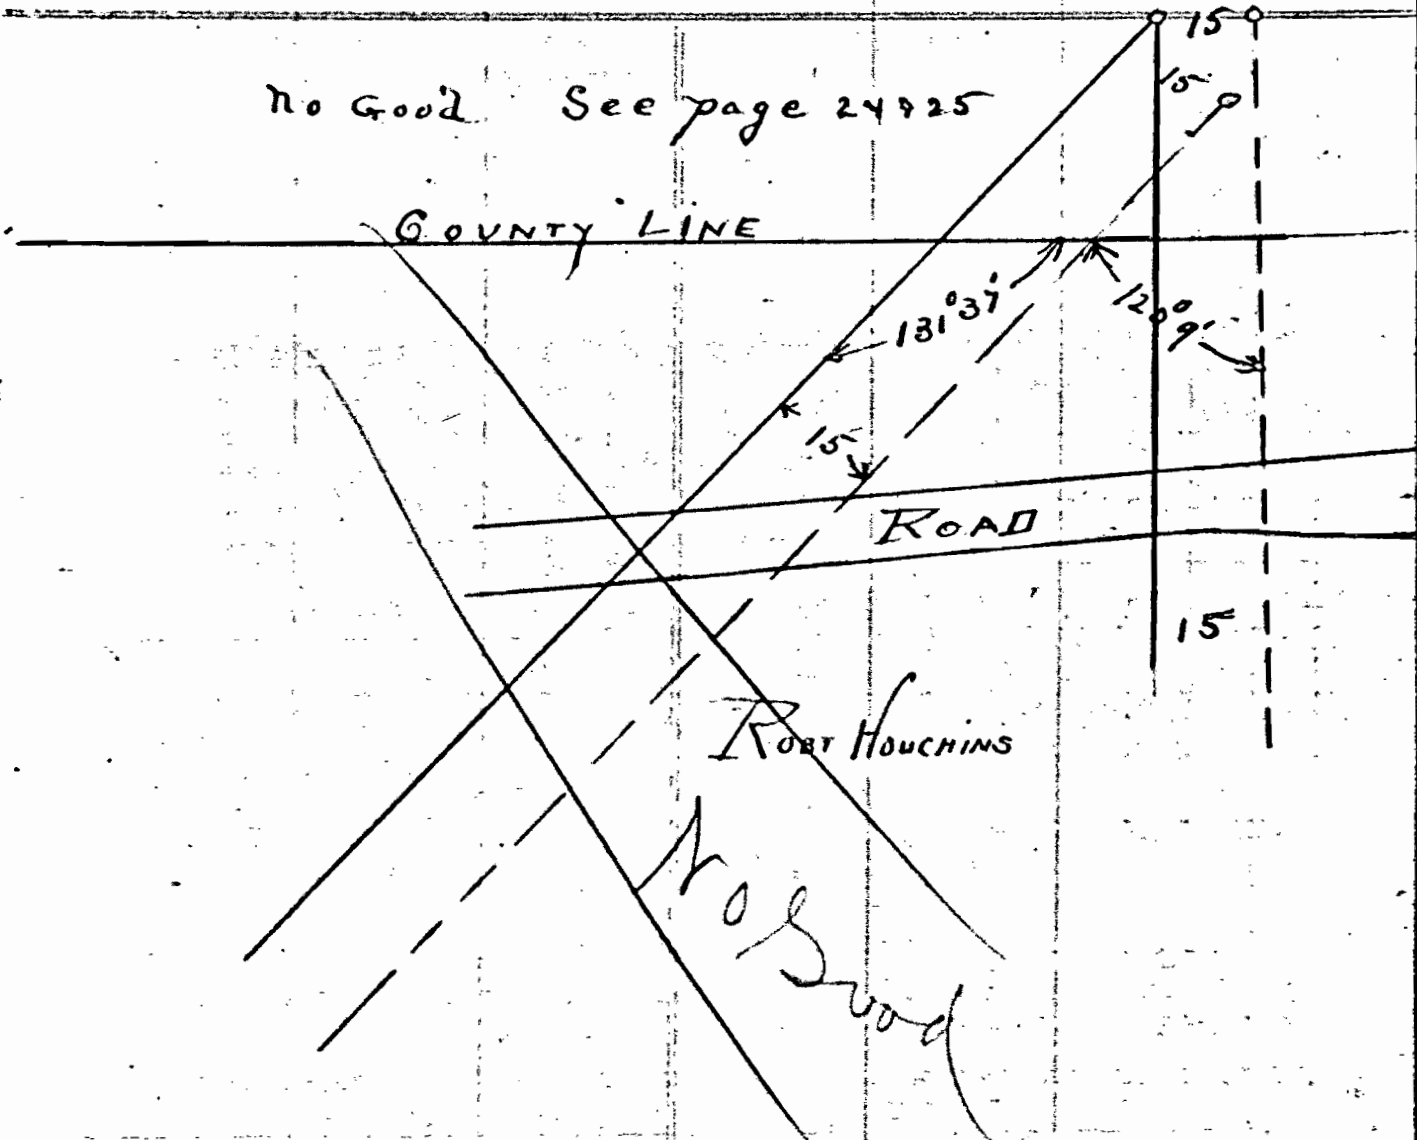 15
15
No Good See page 24 & 25
COUNTY LINE
131°37'
120°9'
15
ROAD
15
ROBT HOUCHINS
No Good